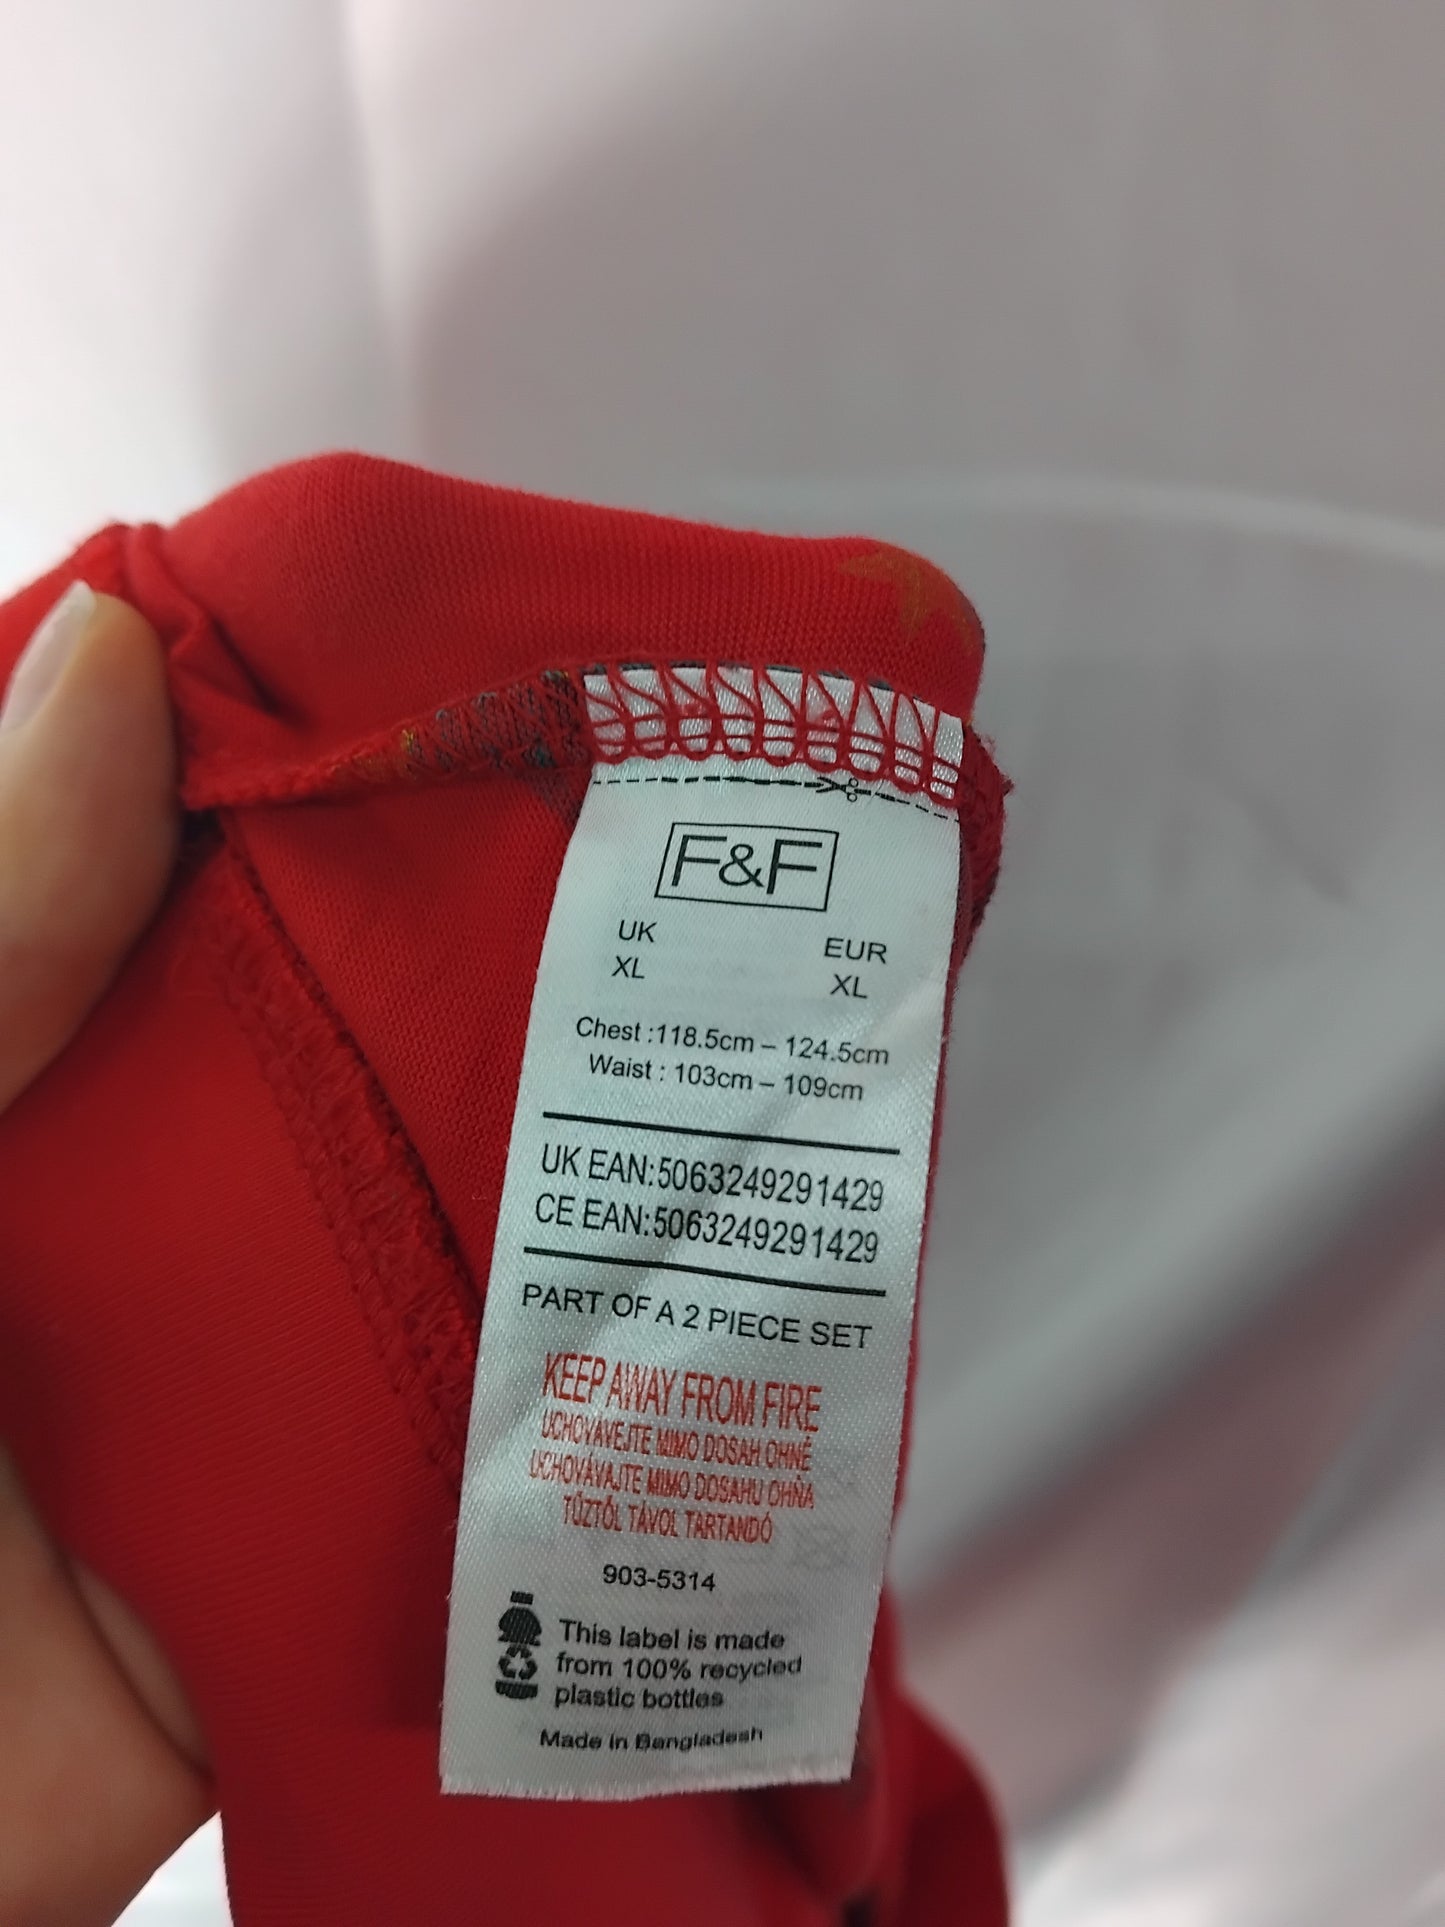 F&F
UK EUR
XL XL
Chest :118.5cm – 124.5cm
Waist : 103cm – 109cm
UK EAN:5063249291429
CE EAN:5063249291429
PART OF A 2 PIECE SET
KEEP AWAY FROM FIRE
UCHOVÁVEJTE MIMO DOSAH OHNĚ
UCHOVÁVAJTE MIMO DOSAHU OHŇA
TŰZTŐL TÁVOL TARTANDÓ
903-5314
This label is made
from 100% recycled
plastic bottles
Made in Bangladesh